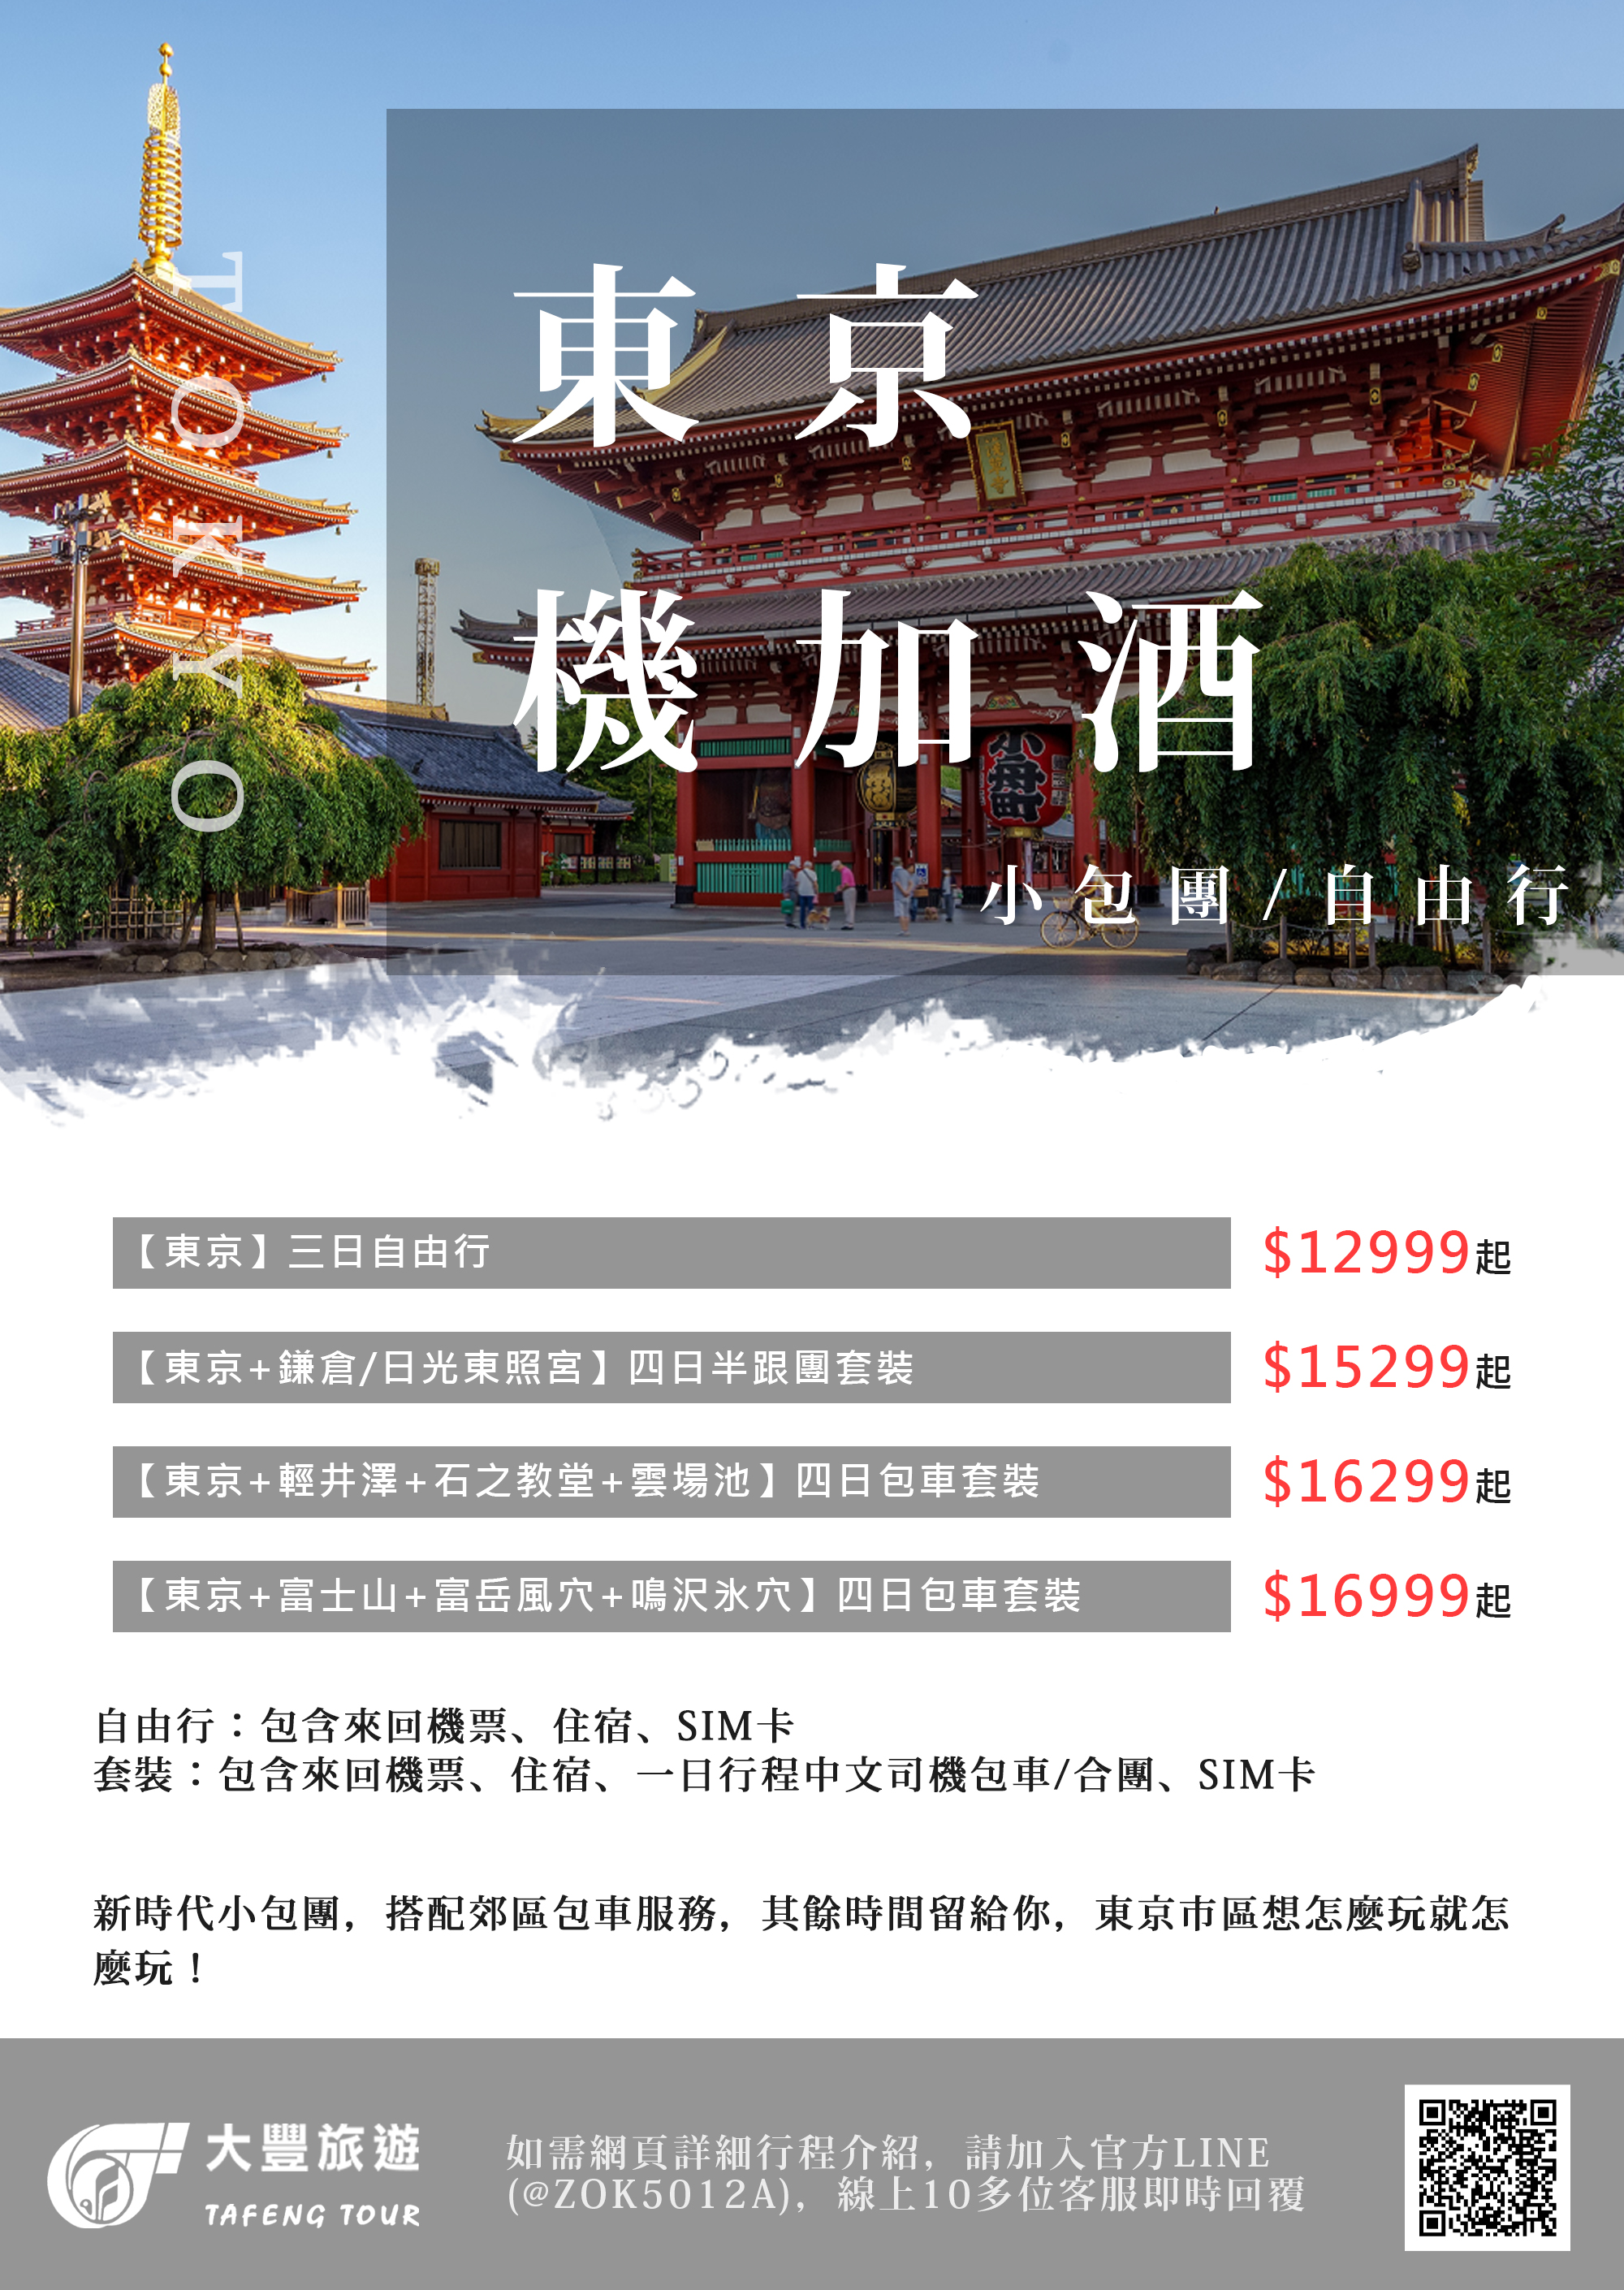 TOKYO
東京
機加酒
小舟町
小包團/自由行
【東京】三日自由行 $12999起
【東京+鎌倉/日光東照宮】四日半跟團套裝 $15299起
【東京+輕井澤+石之教堂+雲場池】四日包車套裝 $16299起
【東京+富士山+富岳風穴+鳴沢氷穴】四日包車套裝 $16999起
自由行：包含來回機票、住宿、SIM卡
套裝：包含來回機票、住宿、一日行程中文司機包車/合團、SIM卡
新時代小包團，搭配郊區包車服務，其餘時間留給你，東京市區想怎麼玩就怎
麼玩！
大豐旅遊
TAFENG TOUR
如需網頁詳細行程介紹，請加入官方LINE
(@ZOK5012A)，線上10多位客服即時回覆